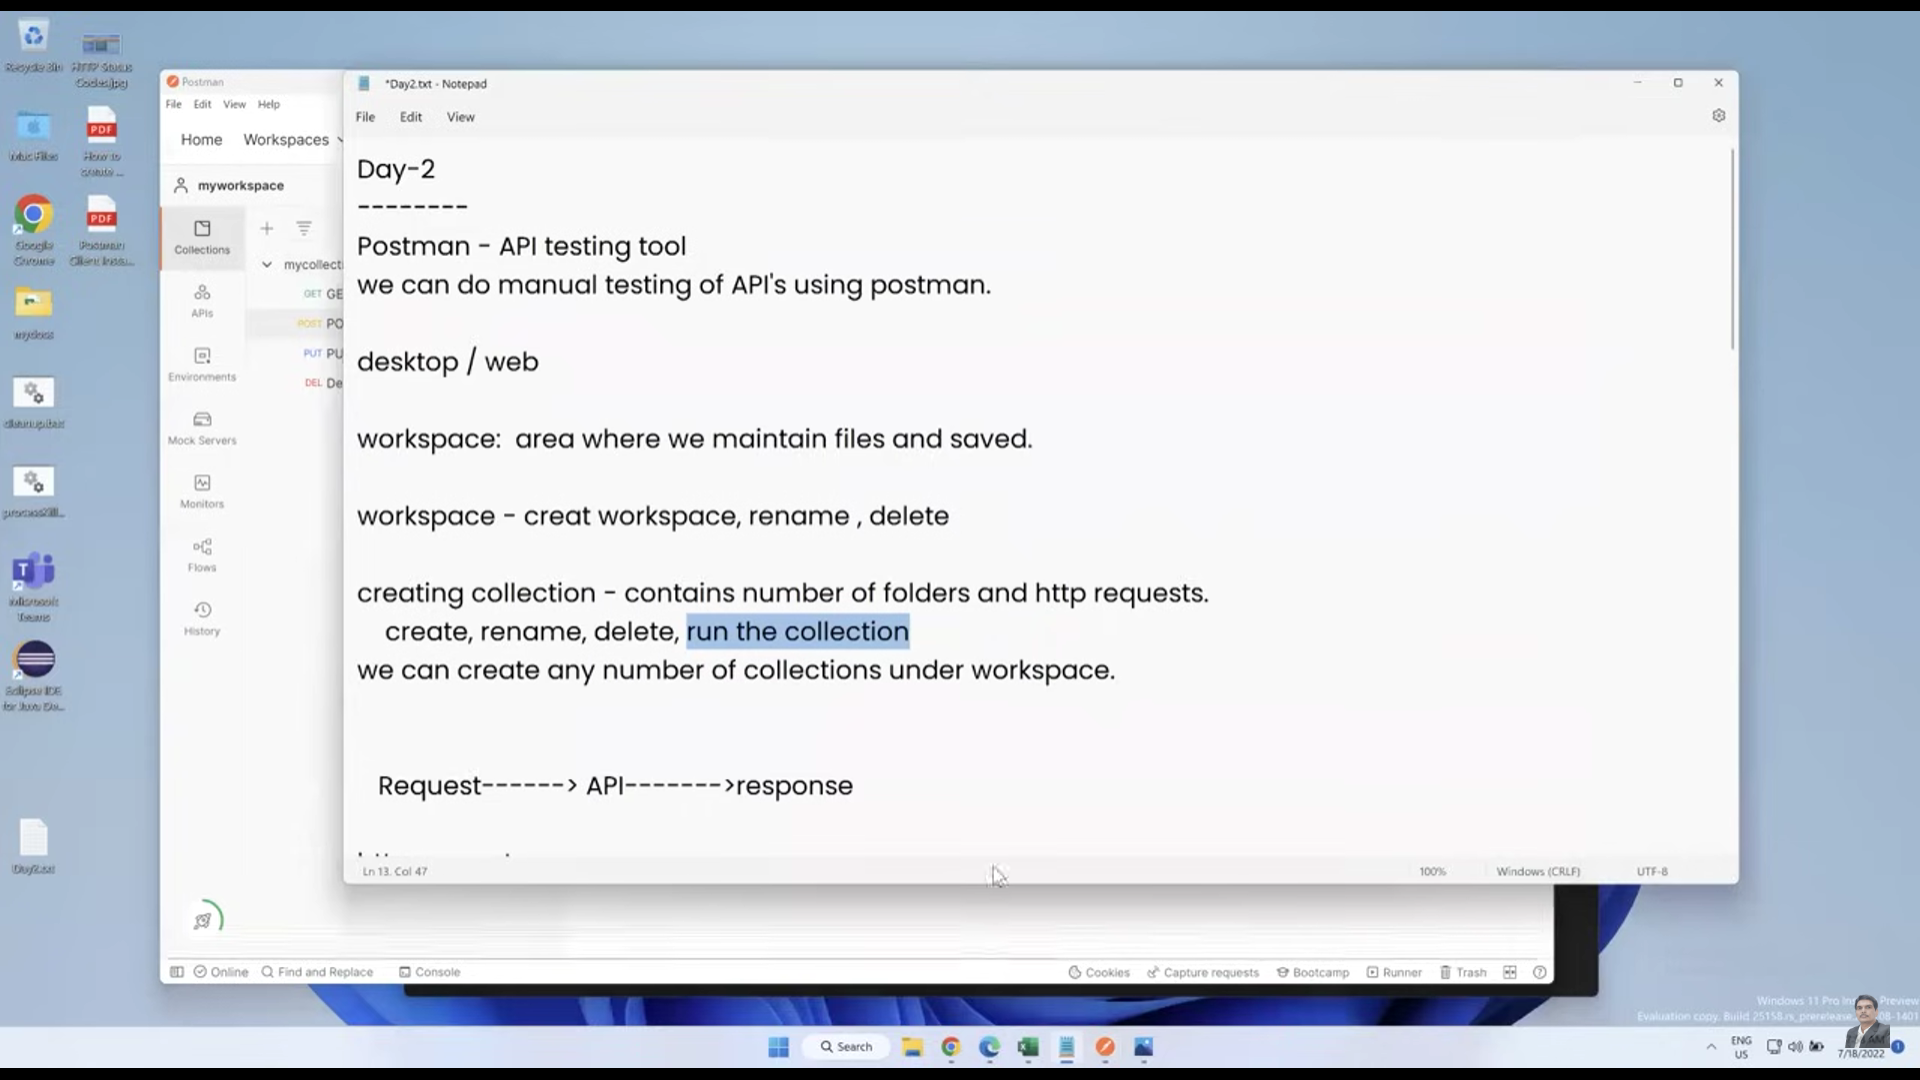 Recycle Bin
HTTP Status
Codes.jpg
Mac Files
How to
create ...
Google
Chrome
Postman
Client Insta...
mydocs
cleanup.bat
processkill...
Microsoft
Teams
Eclipse IDE
for Java De...
Day2.txt
Postman
File Edit View Help
Home Workspaces
myworkspace
Collections
APIs
Environments
Mock Servers
Monitors
Flows
History
mycollect
GET GE
POST PO
PUT PU
DEL De
*Day2.txt - Notepad
File Edit View
Day-2
--------
Postman - API testing tool
we can do manual testing of API's using postman.
desktop / web
workspace:  area where we maintain files and saved.
workspace - creat workspace, rename , delete
creating collection - contains number of folders and http requests.
create, rename, delete, run the collection
we can create any number of collections under workspace.
Request------> API------->response
Ln 13, Col 47
100%
Windows (CRLF)
UTF-8
Online Find and Replace Console
Cookies Capture requests Bootcamp Runner Trash
Windows 11 Pro Preview
Evaluation copy. Build 25158.rs_prerelease
Search
ENG
US
7/18/2022
1